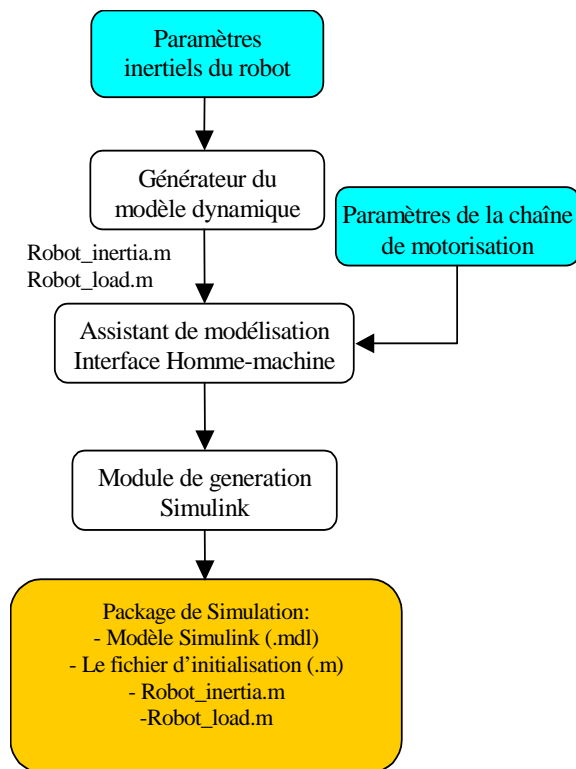 Paramètres
inertiels du robot
Générateur du
modèle dynamique
Paramètres de la chaîne
de motorisation
Robot_inertia.m
Robot_load.m
Assistant de modélisation
Interface Homme-machine
Module de generation
Simulink
Package de Simulation:
- Modèle Simulink (.mdl)
- Le fichier d’initialisation (.m)
- Robot_inertia.m
-Robot_load.m